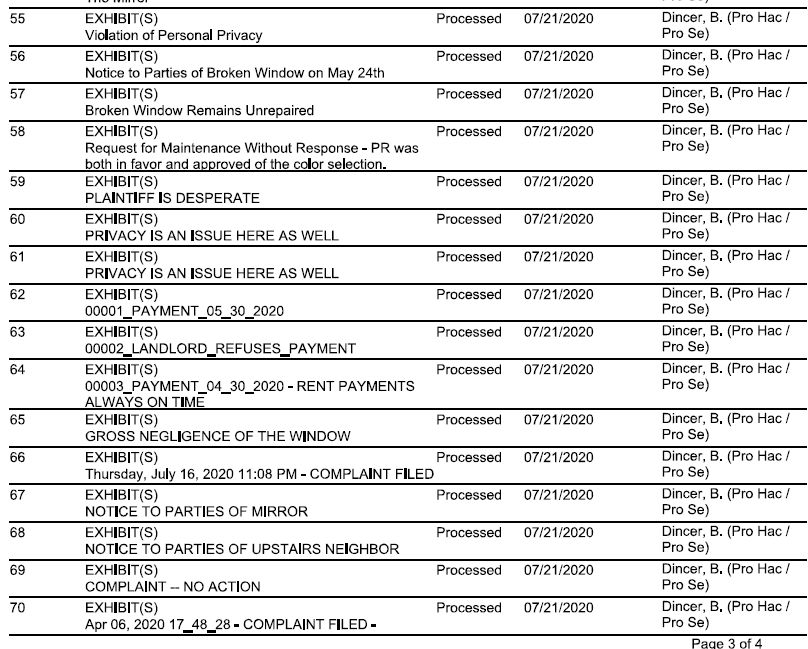 The Mirror Pro Se)
55 EXHIBIT(S) Processed 07/21/2020 Dincer, B. (Pro Hac /
Violation of Personal Privacy Pro Se)
56 EXHIBIT(S) Processed 07/21/2020 Dincer, B. (Pro Hac /
Notice to Parties of Broken Window on May 24th Pro Se)
57 EXHIBIT(S) Processed 07/21/2020 Dincer, B. (Pro Hac /
Broken Window Remains Unrepaired Pro Se)
58 EXHIBIT(S) Processed 07/21/2020 Dincer, B. (Pro Hac /
Request for Maintenance Without Response - PR was Pro Se)
both in favor and approved of the color selection.
59 EXHIBIT(S) Processed 07/21/2020 Dincer, B. (Pro Hac /
PLAINTIFF IS DESPERATE Pro Se)
60 EXHIBIT(S) Processed 07/21/2020 Dincer, B. (Pro Hac /
PRIVACY IS AN ISSUE HERE AS WELL Pro Se)
61 EXHIBIT(S) Processed 07/21/2020 Dincer, B. (Pro Hac /
PRIVACY IS AN ISSUE HERE AS WELL Pro Se)
62 EXHIBIT(S) Processed 07/21/2020 Dincer, B. (Pro Hac /
00001_PAYMENT_05_30_2020 Pro Se)
63 EXHIBIT(S) Processed 07/21/2020 Dincer, B. (Pro Hac /
00002_LANDLORD_REFUSES_PAYMENT Pro Se)
64 EXHIBIT(S) Processed 07/21/2020 Dincer, B. (Pro Hac /
00003_PAYMENT_04_30_2020 - RENT PAYMENTS Pro Se)
ALWAYS ON TIME
65 EXHIBIT(S) Processed 07/21/2020 Dincer, B. (Pro Hac /
GROSS NEGLIGENCE OF THE WINDOW Pro Se)
66 EXHIBIT(S) Processed 07/21/2020 Dincer, B. (Pro Hac /
Thursday, July 16, 2020 11:08 PM - COMPLAINT FILED Pro Se)
67 EXHIBIT(S) Processed 07/21/2020 Dincer, B. (Pro Hac /
NOTICE TO PARTIES OF MIRROR Pro Se)
68 EXHIBIT(S) Processed 07/21/2020 Dincer, B. (Pro Hac /
NOTICE TO PARTIES OF UPSTAIRS NEIGHBOR Pro Se)
69 EXHIBIT(S) Processed 07/21/2020 Dincer, B. (Pro Hac /
COMPLAINT -- NO ACTION Pro Se)
70 EXHIBIT(S) Processed 07/21/2020 Dincer, B. (Pro Hac /
Apr 06, 2020 17_48_28 - COMPLAINT FILED - Pro Se)
Page 3 of 4